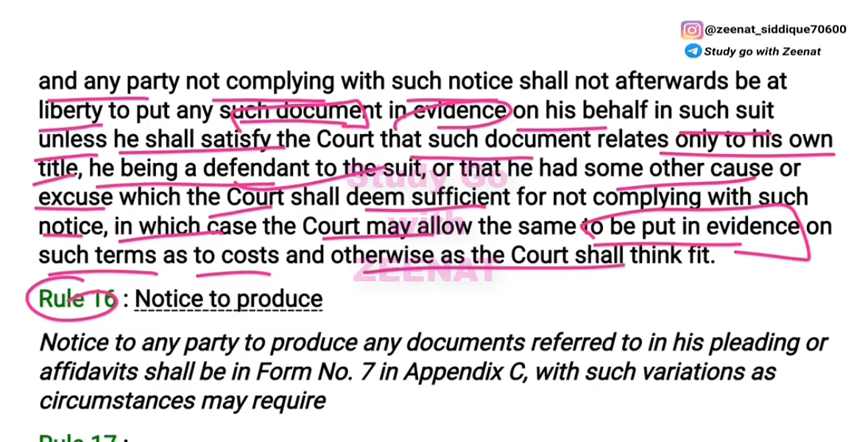 @zeenat_siddique70600
Study go with Zeenat
and any party not complying with such notice shall not afterwards be at
liberty to put any such document in evidence on his behalf in such suit
unless he shall satisfy the Court that such document relates only to his own
title, he being a defendant to the suit, or that he had some other cause or
excuse which the Court shall deem sufficient for not complying with such
notice, in which case the Court may allow the same to be put in evidence on
such terms as to costs and otherwise as the Court shall think fit.
Study Go
with
ZEENAT
Rule 16 : Notice to produce
Notice to any party to produce any documents referred to in his pleading or
affidavits shall be in Form No. 7 in Appendix C, with such variations as
circumstances may require
Rule 17 :